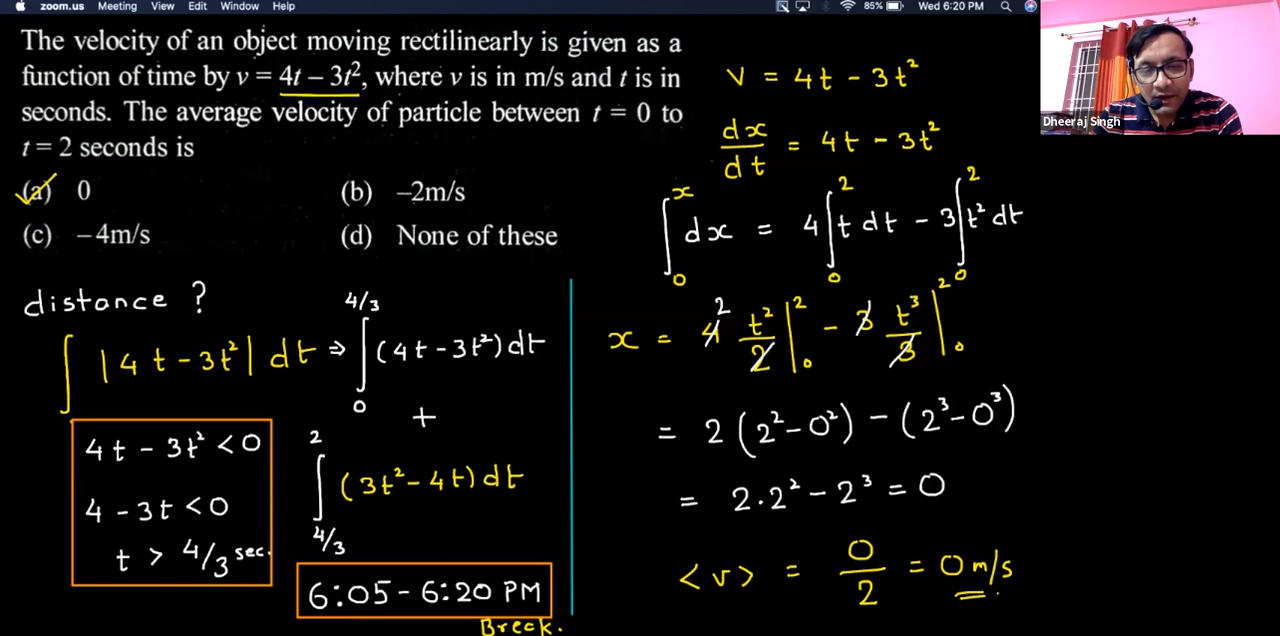 zoom.us Meeting View Edit Window Help 85% Wed 6:20 PM
The velocity of an object moving rectilinearly is given as a
function of time by v = 4t – 3t², where v is in m/s and t is in
seconds. The average velocity of particle between t = 0 to
t = 2 seconds is
(a) 0 (b) –2m/s
(c) –4m/s (d) None of these
distance ?
∫ |4t - 3t²| dt ⇒ ∫₀^{4/3} (4t - 3t²) dt
+
∫_{4/3}^{2} (3t² - 4t) dt
4t - 3t² < 0
4 - 3t < 0
t > 4/3 sec.
6:05 - 6:20 PM
Breck.
v = 4t - 3t²
dx/dt = 4t - 3t²
∫₀^x dx = 4 ∫₀² t dt - 3 ∫₀² t² dt
x = 4 2 t²/2 |₀² - 3 t³/3 |₀²
= 2 (2² - 0²) - (2³ - 0³)
= 2.2² - 2³ = 0
<v> = 0/2 = 0 m/s
Dheeraj Singh